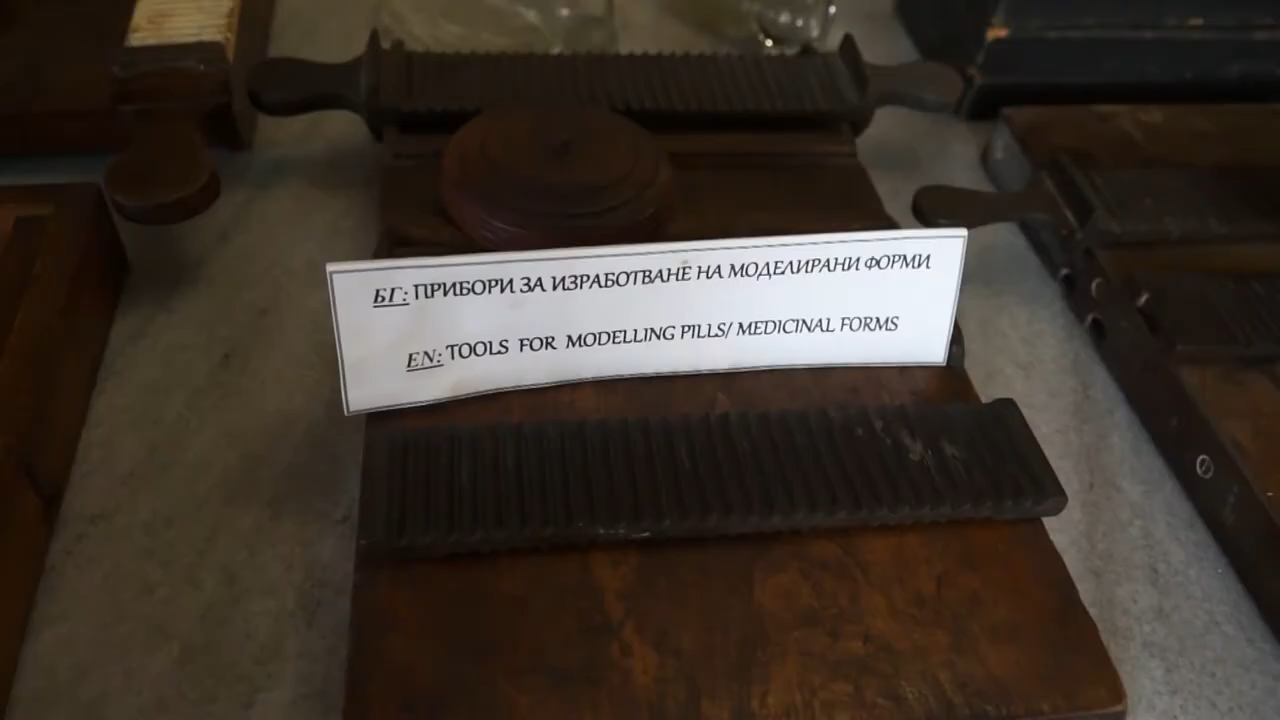 БГ: ПРИБОРИ ЗА ИЗРАБОТВАНЕ НА МОДЕЛИРАНИ ФОРМИ
EN: TOOLS FOR MODELLING PILLS/ MEDICINAL FORMS